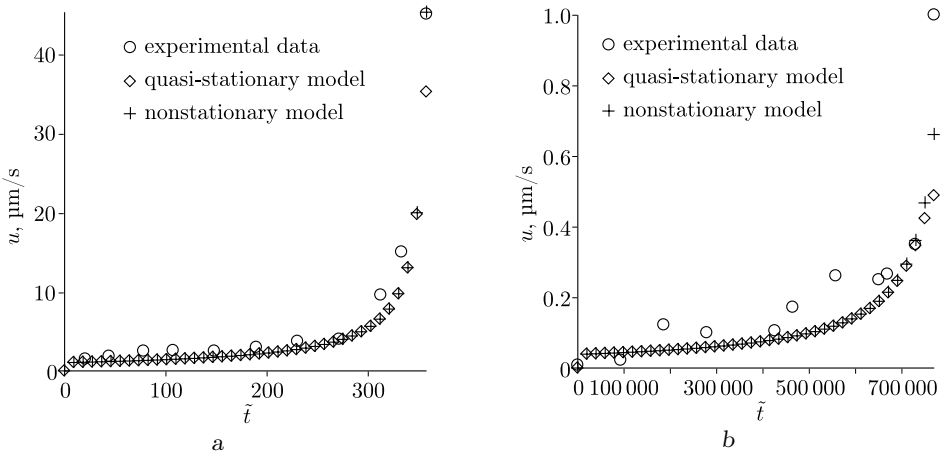 40
30
20
10
0
u, μm/s
experimental data
quasi-stationary model
nonstationary model
0 100 200 300
t̃
a
1.0
0.8
0.6
0.4
0.2
0
u, μm/s
experimental data
quasi-stationary model
nonstationary model
0 100 000 300 000 500 000 700 000
t̃
b